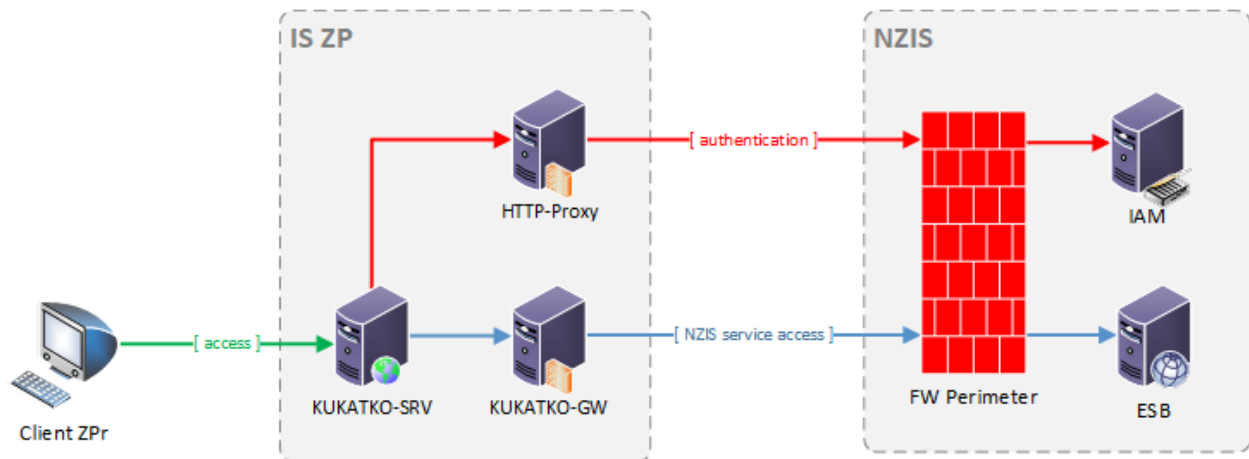 IS ZP
NZIS
[ authentication ]
HTTP-Proxy
IAM
[ access ]
[ NZIS service access ]
KUKATKO-SRV
KUKATKO-GW
FW Perimeter
ESB
Client ZPr